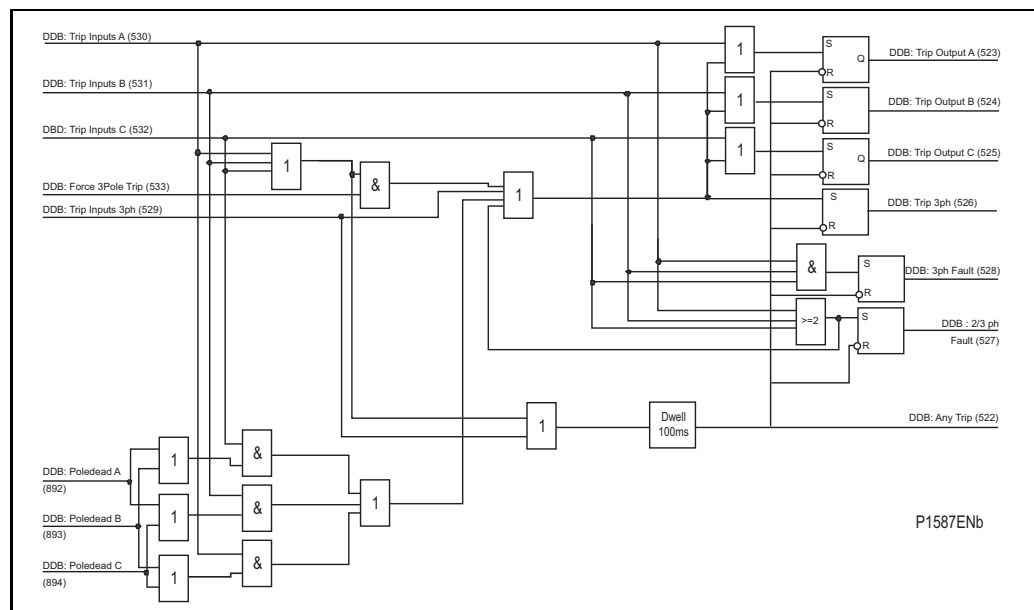 DDB: Trip Inputs A (530)
DDB: Trip Inputs B (531)
DBD: Trip Inputs C (532)
DDB: Force 3Pole Trip (533)
DDB: Trip Inputs 3ph (529)
1
&
1
1
1
1
S
Q
R
DDB: Trip Output A (523)
S
R
DDB: Trip Output B (524)
S
Q
R
DDB: Trip Output C (525)
S
R
DDB: Trip 3ph (526)
&
S
R
DDB: 3ph Fault (528)
>=2
S
R
DDB : 2/3 ph
Fault (527)
1
Dwell
100ms
DDB: Any Trip (522)
DDB: Poledead A
(892)
DDB: Poledead B
(893)
DDB: Poledead C
(894)
1
&
1
&
1
&
1
P1587ENb